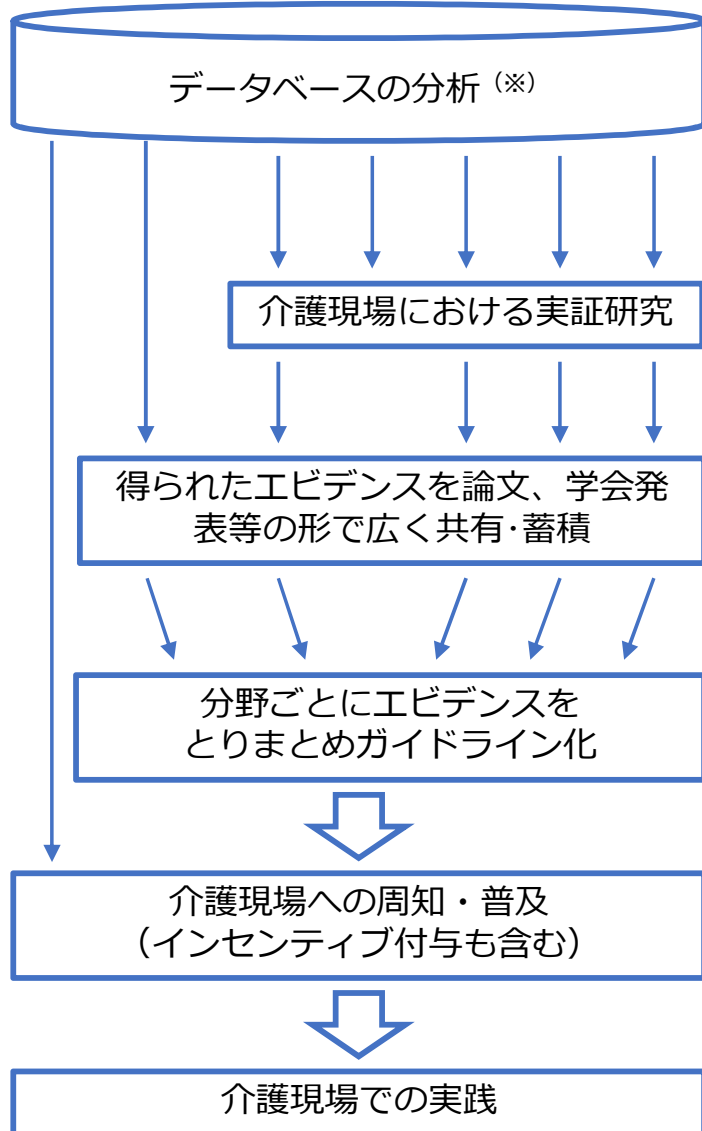 データベースの分析 (※)
介護現場における実証研究
得られたエビデンスを論文、学会発
表等の形で広く共有･蓄積
分野ごとにエビデンスを
とりまとめガイドライン化
介護現場への周知・普及
（インセンティブ付与も含む）
介護現場での実践